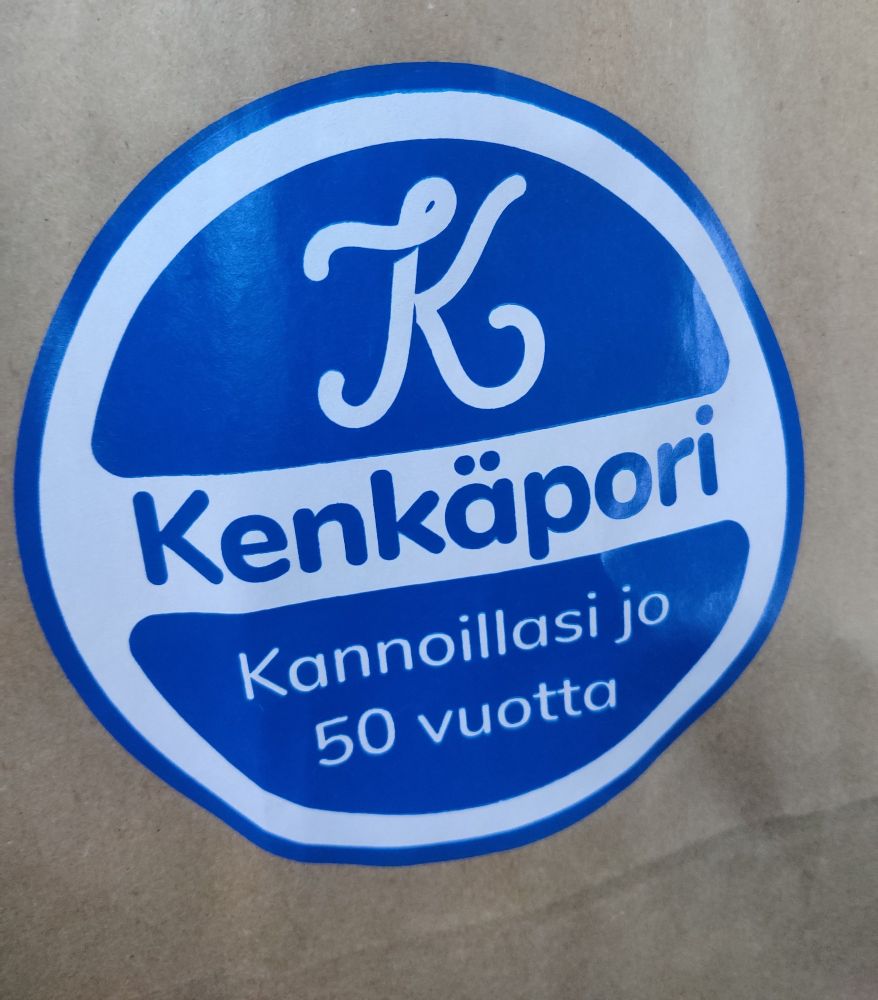 K
Kenkäpori
Kannoillasi jo
50 vuotta